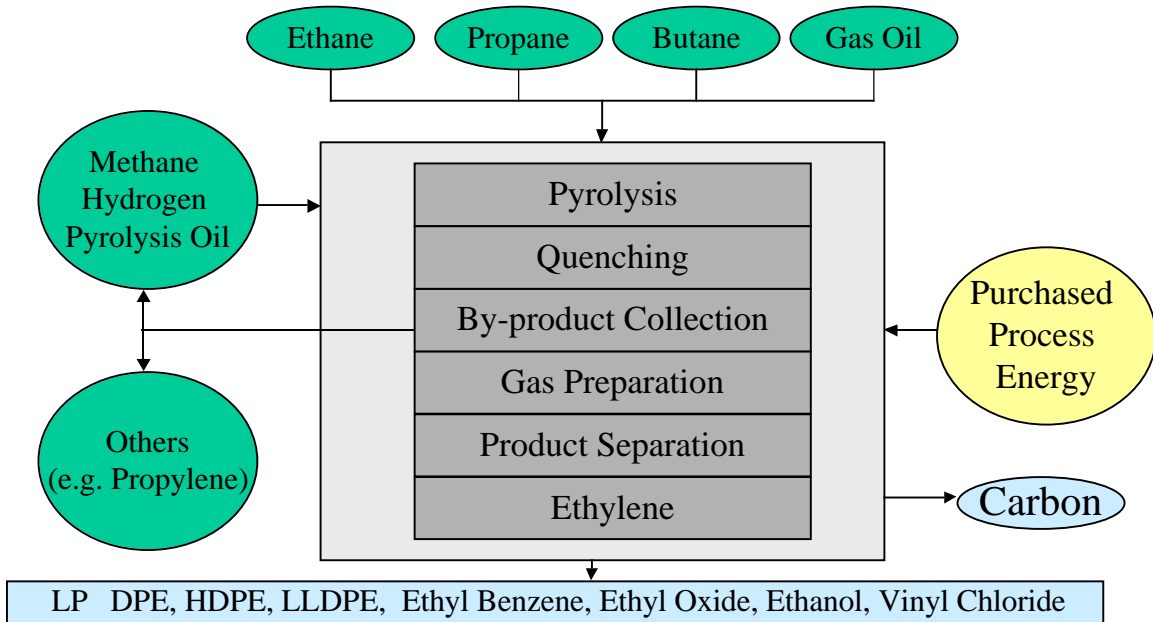 Ethane Propane Butane Gas Oil
Methane
Hydrogen
Pyrolysis Oil
Pyrolysis
Quenching
By-product Collection
Gas Preparation
Product Separation
Ethylene
Others
(e.g. Propylene)
Purchased
Process
Energy
Carbon
LP DPE, HDPE, LLDPE, Ethyl Benzene, Ethyl Oxide, Ethanol, Vinyl Chloride